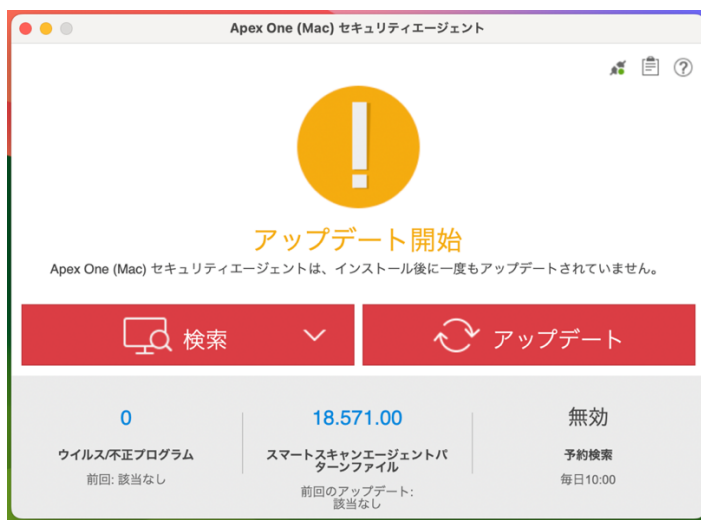 Apex One (Mac) セキュリティエージェント
アップデート開始
Apex One (Mac) セキュリティエージェントは、インストール後に一度もアップデートされていません。
検索
アップデート
0
ウイルス/不正プログラム
前回: 該当なし
18.571.00
スマートスキャンエージェントパ
ターンファイル
前回のアップデート:
該当なし
無効
予約検索
毎日10:00